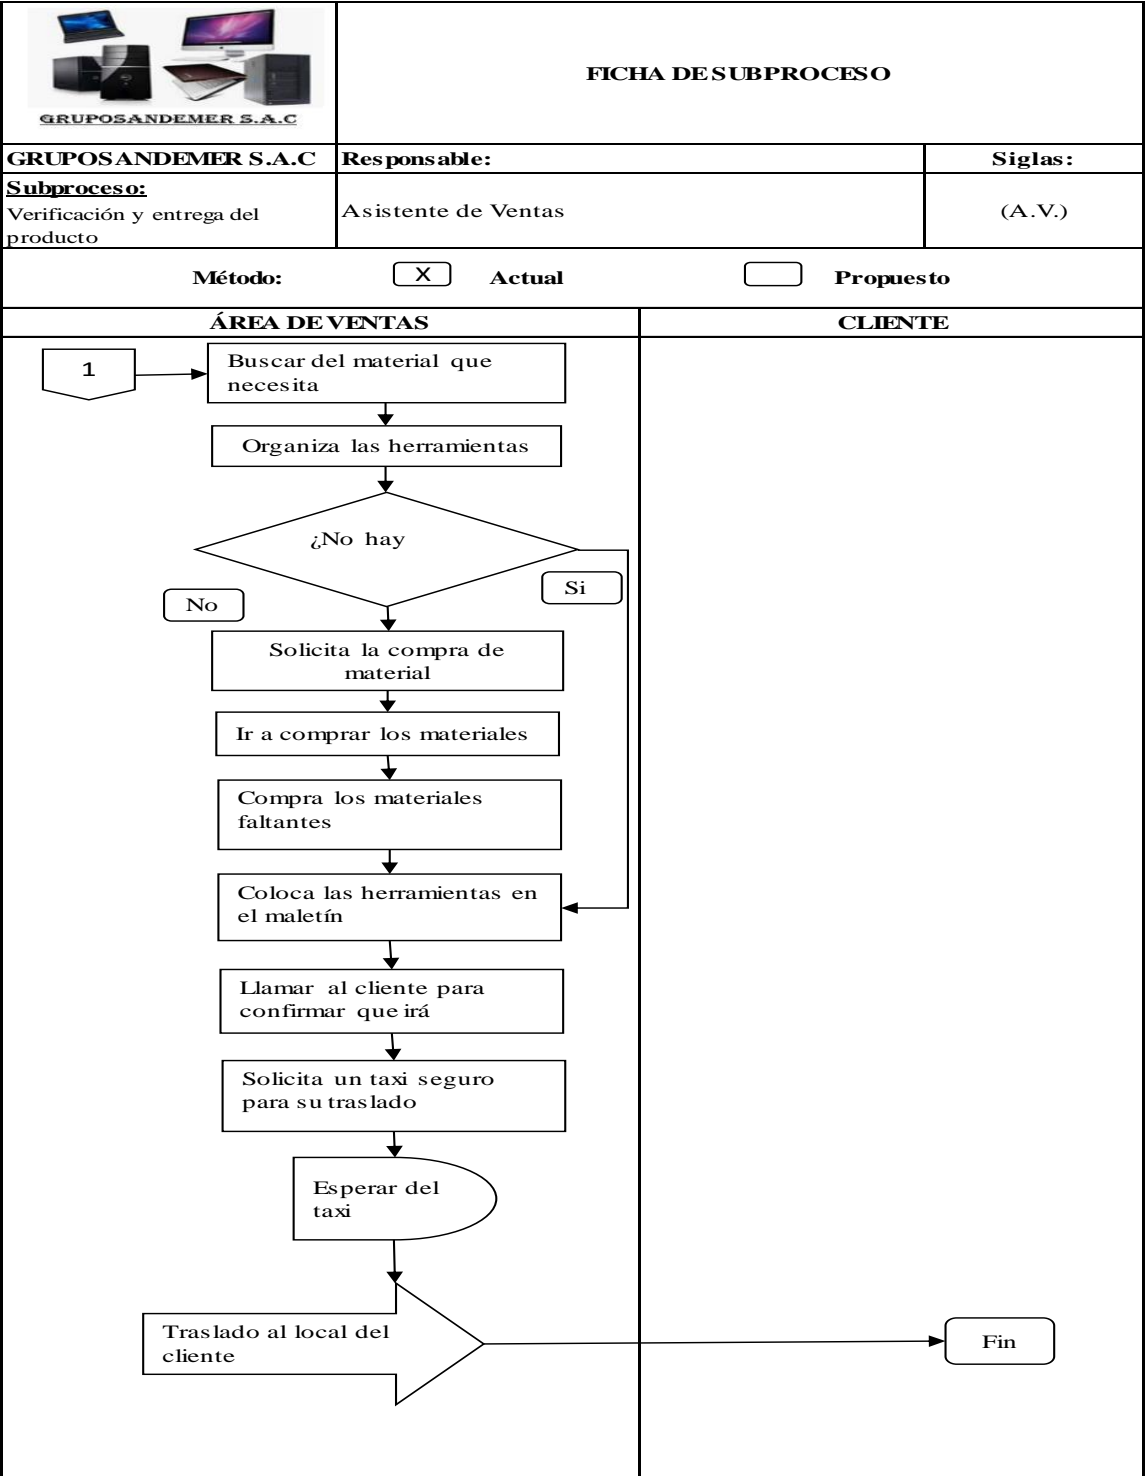 GRUPOSANDEMER S.A.C
FICHA DE SUBPROCESO
GRUPOSANDEMER S.A.C
Responsable:
Siglas:
Subproceso:
Verificación y entrega del
producto
Asistente de Ventas
(A.V.)
Método:
X
Actual
Propuesto
ÁREA DE VENTAS
CLIENTE
1
Buscar del material que
necesita
Organiza las herramientas
¿No hay
Si
No
Solicita la compra de
material
Ir a comprar los materiales
Compra los materiales
faltantes
Coloca las herramientas en
el maletín
Llamar al cliente para
confirmar que irá
Solicita un taxi seguro
para su traslado
Esperar del
taxi
Traslado al local del
cliente
Fin